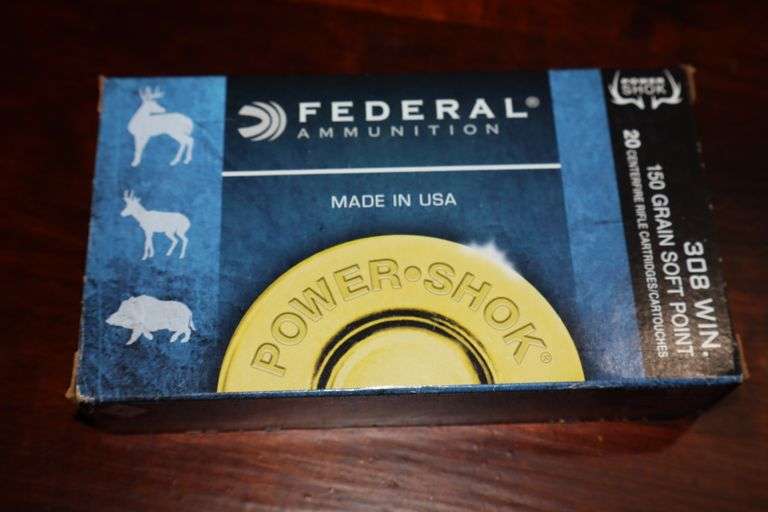 FEDERAL®
AMMUNITION
MADE IN USA
POWER•SHOK®
POWER
SHOK
308 WIN.
150 GRAIN SOFT POINT
20 CENTERFIRE RIFLE CARTRIDGES/CARTOUCHES